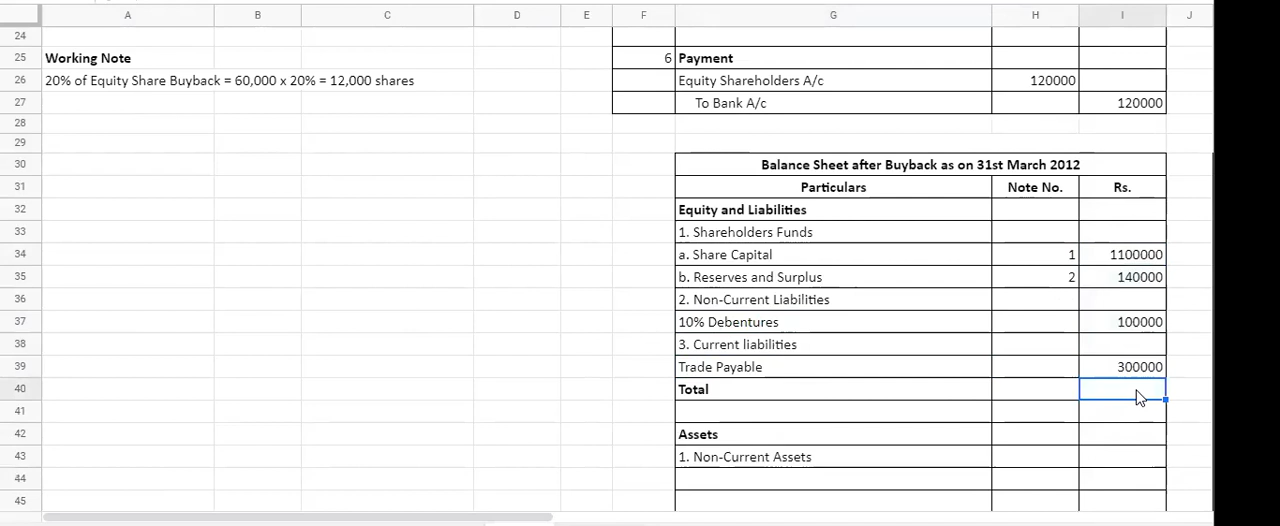 A B C D E F G H I J
24
25 Working Note 6 Payment
26 20% of Equity Share Buyback = 60,000 x 20% = 12,000 shares Equity Shareholders A/c 120000
27 To Bank A/c 120000
28
29
30 Balance Sheet after Buyback as on 31st March 2012
31 Particulars Note No. Rs.
32 Equity and Liabilities
33 1. Shareholders Funds
34 a. Share Capital 1 1100000
35 b. Reserves and Surplus 2 140000
36 2. Non-Current Liabilities
37 10% Debentures 100000
38 3. Current liabilities
39 Trade Payable 300000
40 Total
41
42 Assets
43 1. Non-Current Assets
44
45